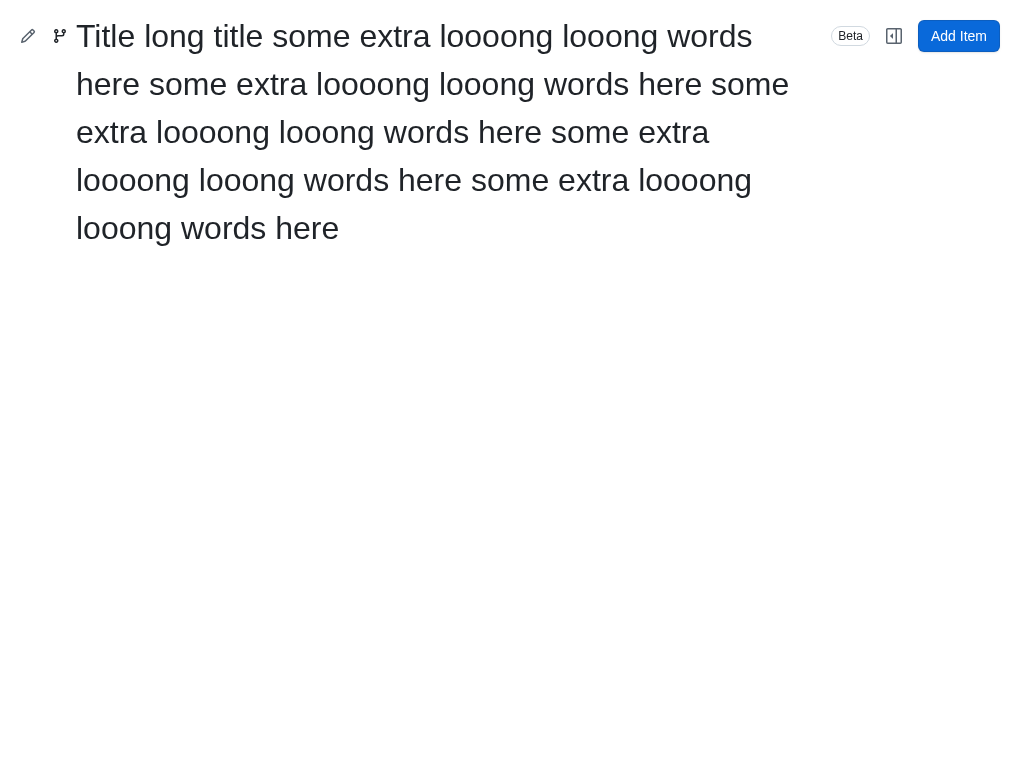 Title long title some extra loooong looong words
here some extra loooong looong words here some
extra loooong looong words here some extra
loooong looong words here some extra loooong
looong words here
Beta
Add Item